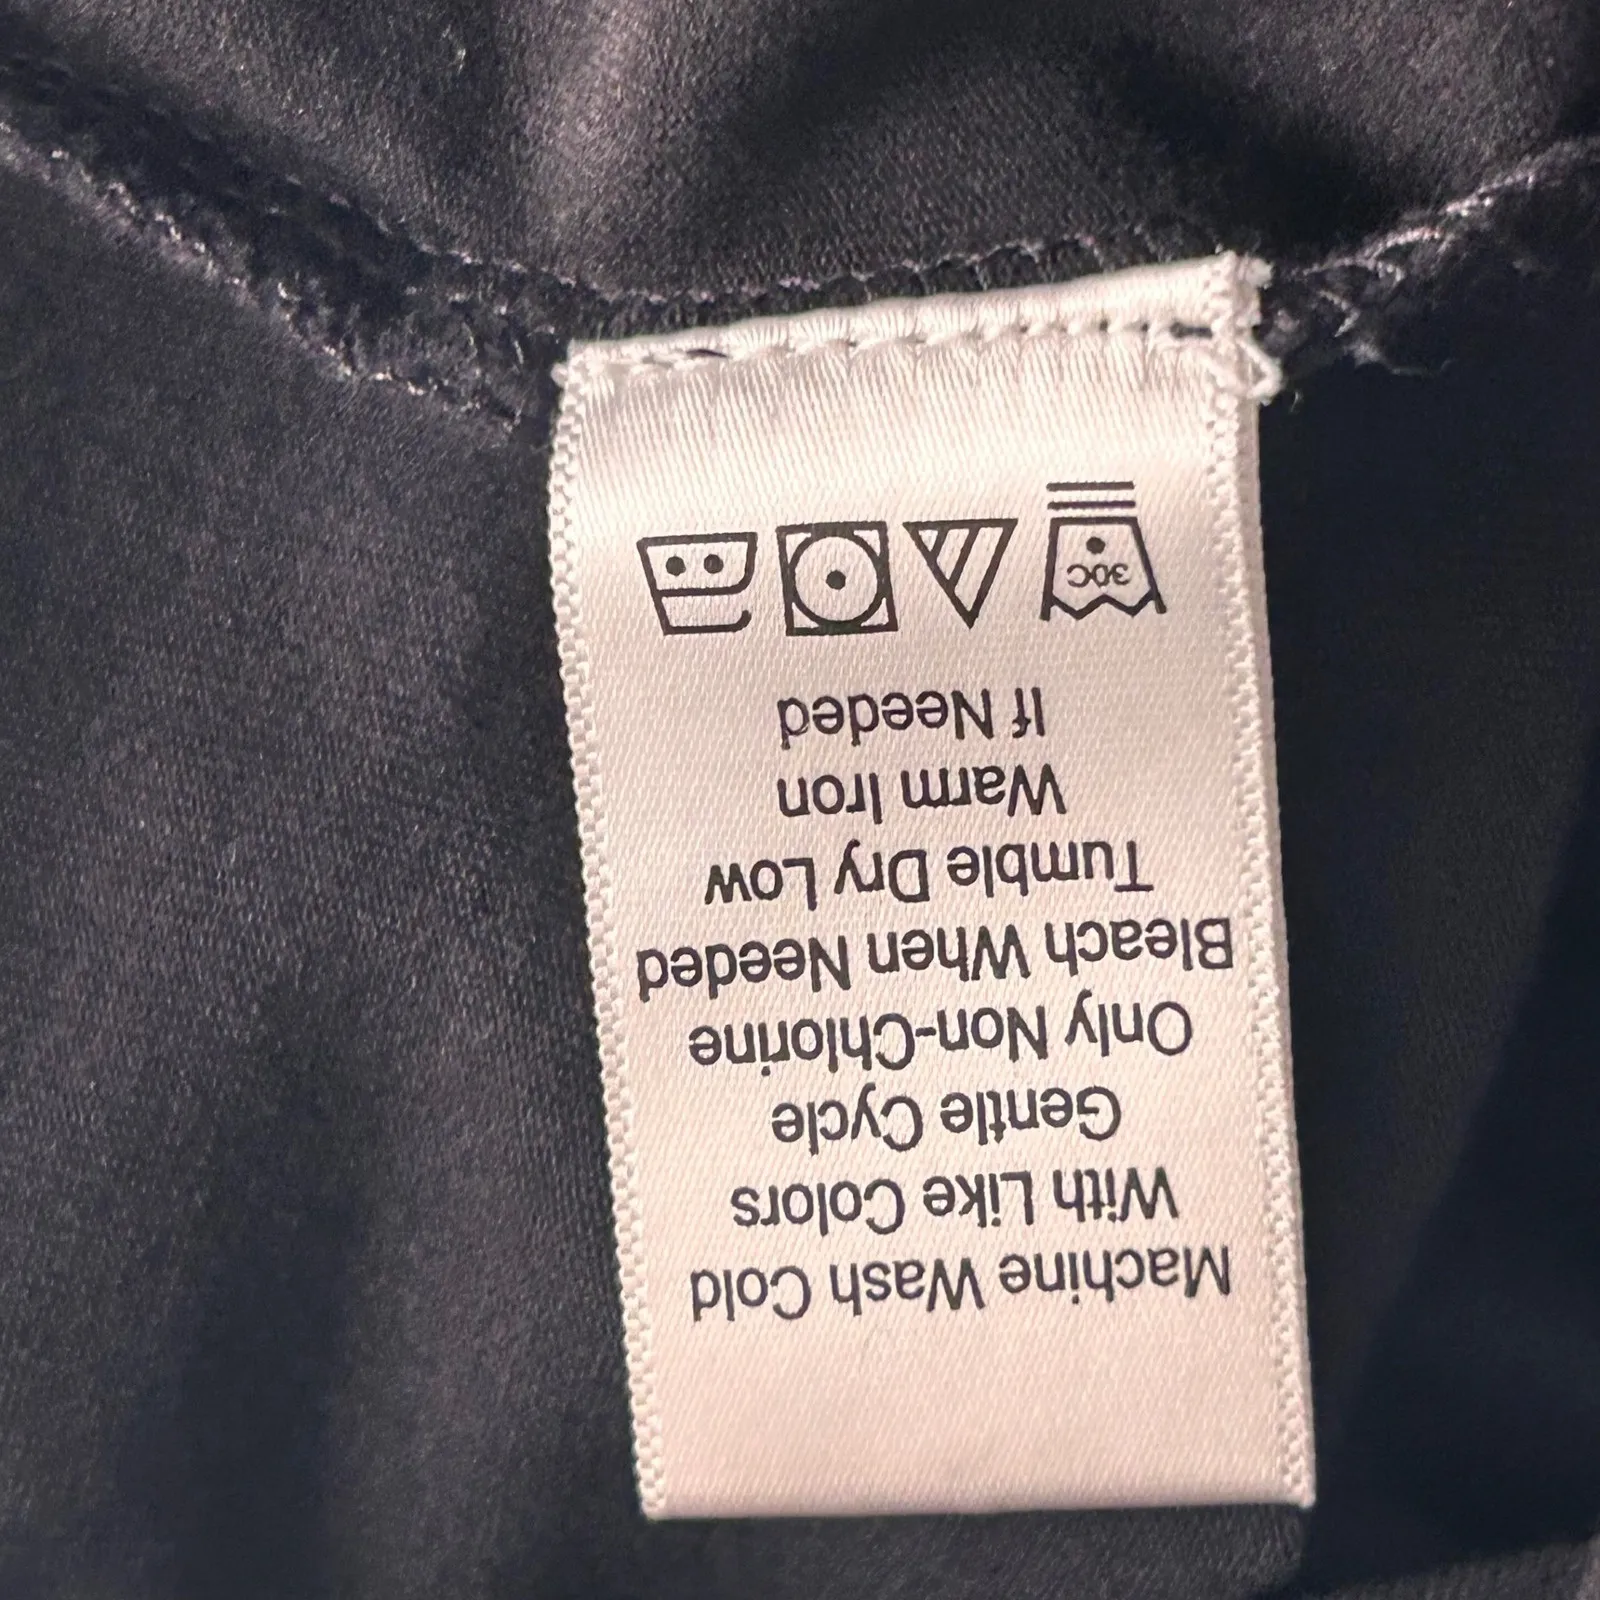 Machine Wash Cold
With Like Colors
Gentle Cycle
Only Non-Chlorine
Bleach When Needed
Tumble Dry Low
Warm Iron
If Needed
30C